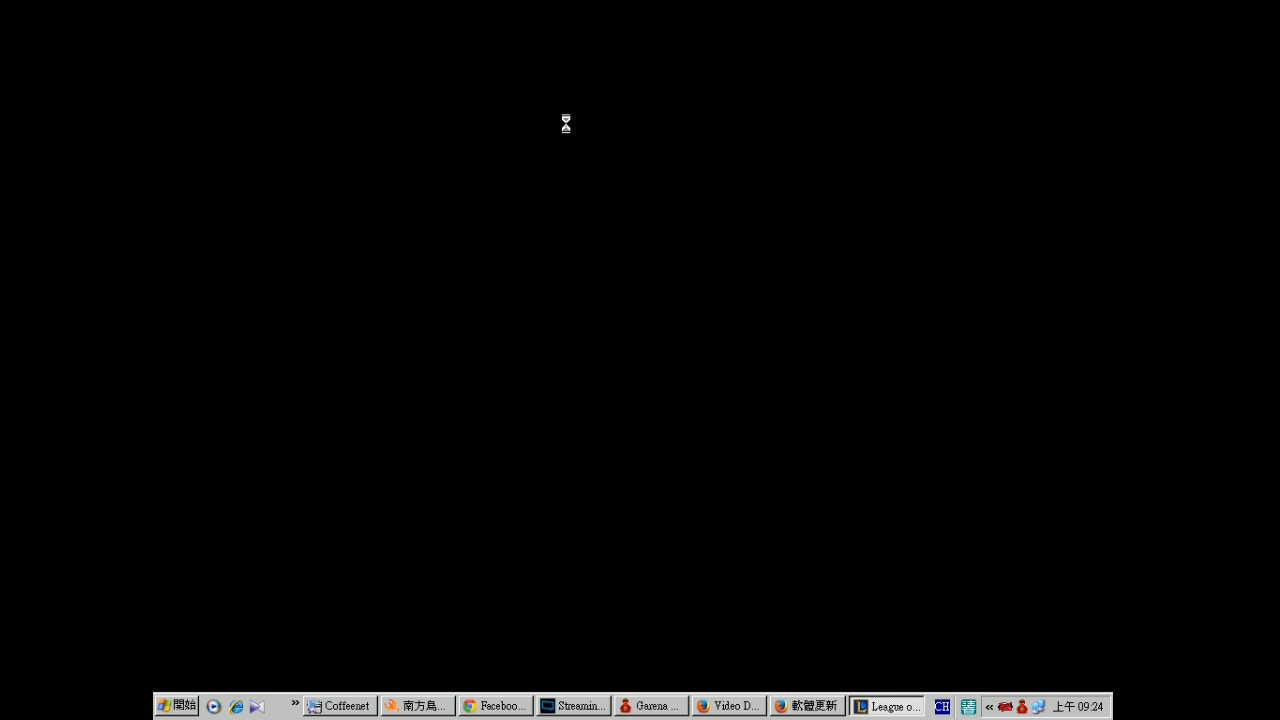 開始 » Coffeenet 南方鳥... Faceboo... Streamin... Garena ... Video D... 軟體更新 League o... CH « 上午 09:24